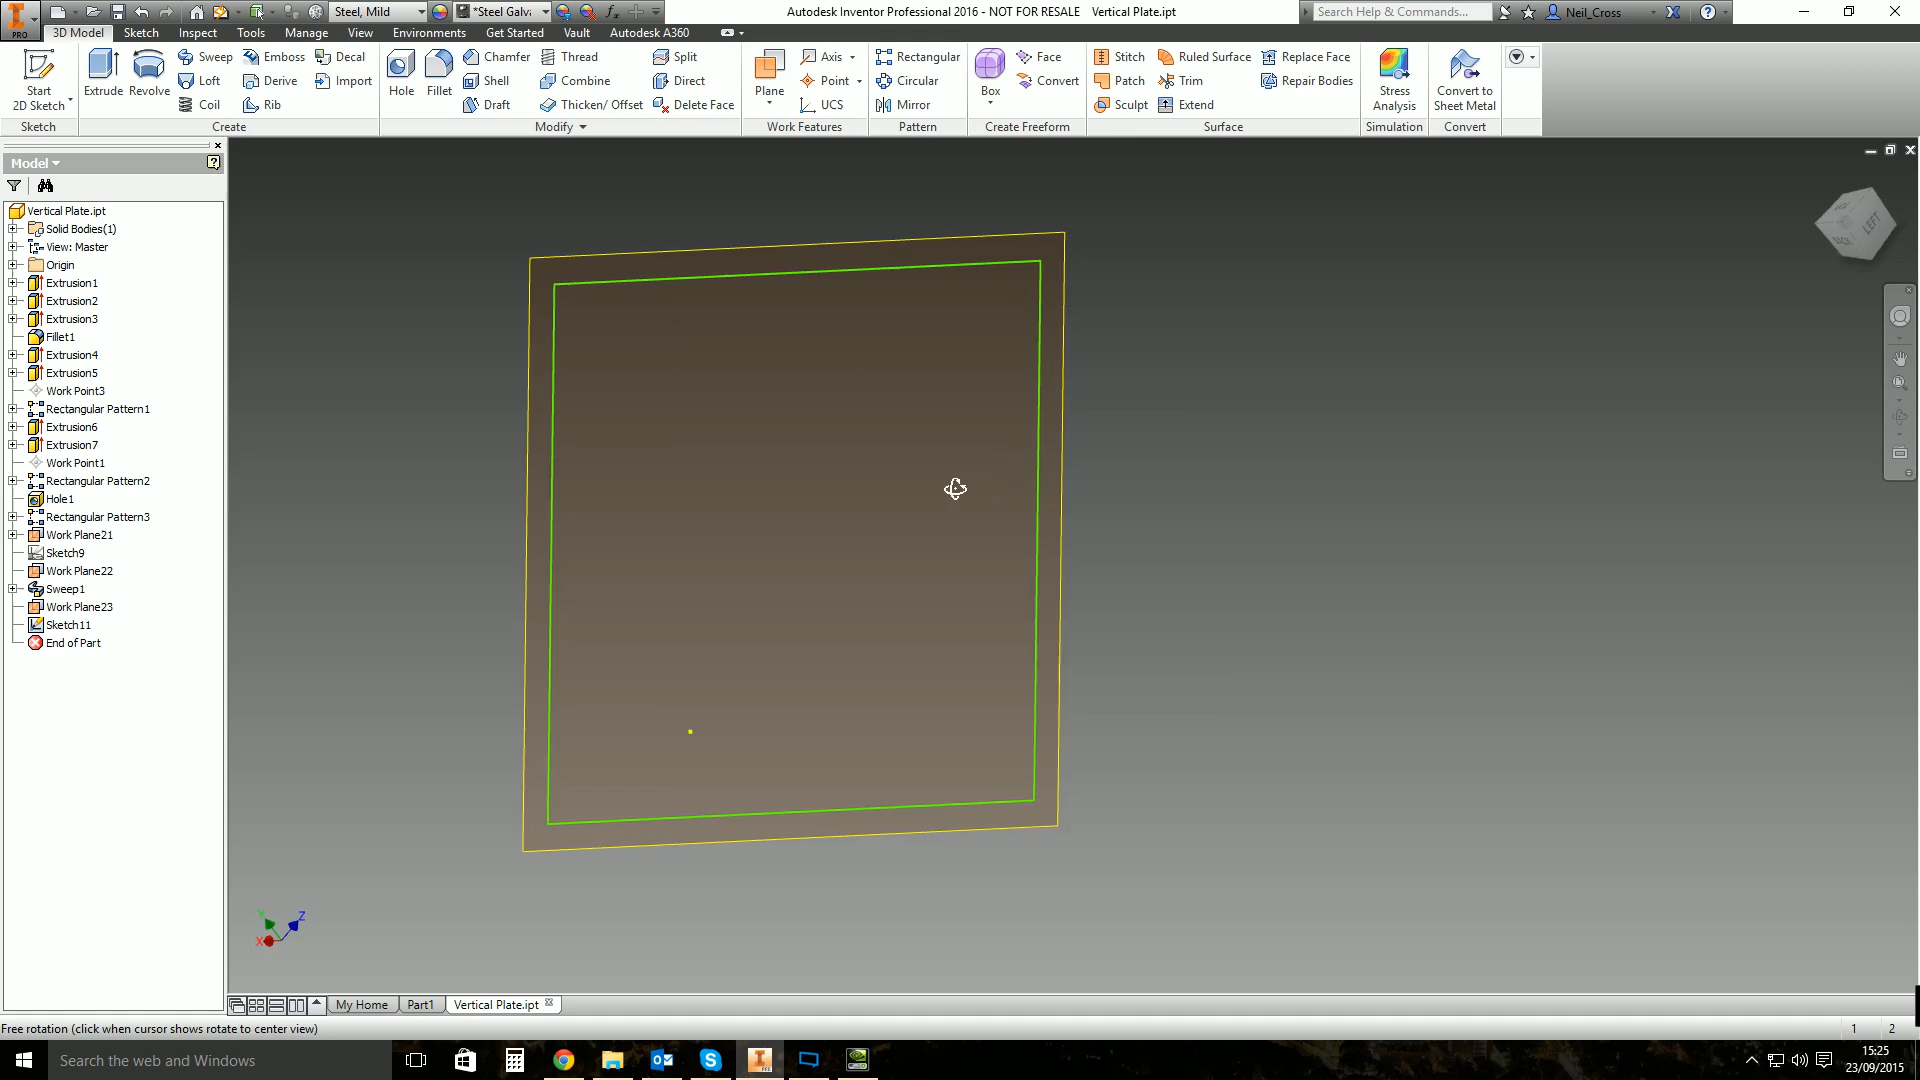 Steel, Mild
*Steel Galv
Autodesk Inventor Professional 2016 - NOT FOR RESALE Vertical Plate.ipt
Search Help & Commands...
Neil_Cross
PRO
3D Model Sketch Inspect Tools Manage View Environments Get Started Vault Autodesk A360
Start 2D Sketch
Extrude
Revolve
Sweep
Loft
Coil
Emboss
Derive
Rib
Decal
Import
Hole
Fillet
Chamfer
Shell
Draft
Thread
Combine
Thicken/ Offset
Split
Direct
Delete Face
Plane
Axis
Point
UCS
Rectangular
Circular
Mirror
Box
Face
Convert
Stitch
Patch
Sculpt
Ruled Surface
Trim
Extend
Replace Face
Repair Bodies
Stress Analysis
Convert to Sheet Metal
Sketch
Create
Modify
Work Features
Pattern
Create Freeform
Surface
Simulation
Convert
Model
Vertical Plate.ipt
Solid Bodies(1)
View: Master
Origin
Extrusion1
Extrusion2
Extrusion3
Fillet1
Extrusion4
Extrusion5
Work Point3
Rectangular Pattern1
Extrusion6
Extrusion7
Work Point1
Rectangular Pattern2
Hole1
Rectangular Pattern3
Work Plane21
Sketch9
Work Plane22
Sweep1
Work Plane23
Sketch11
End of Part
LEFT
BACK
Y
Z
X
My Home
Part1
Vertical Plate.ipt
Free rotation (click when cursor shows rotate to center view)
1 2
Search the web and Windows
15:25
23/09/2015